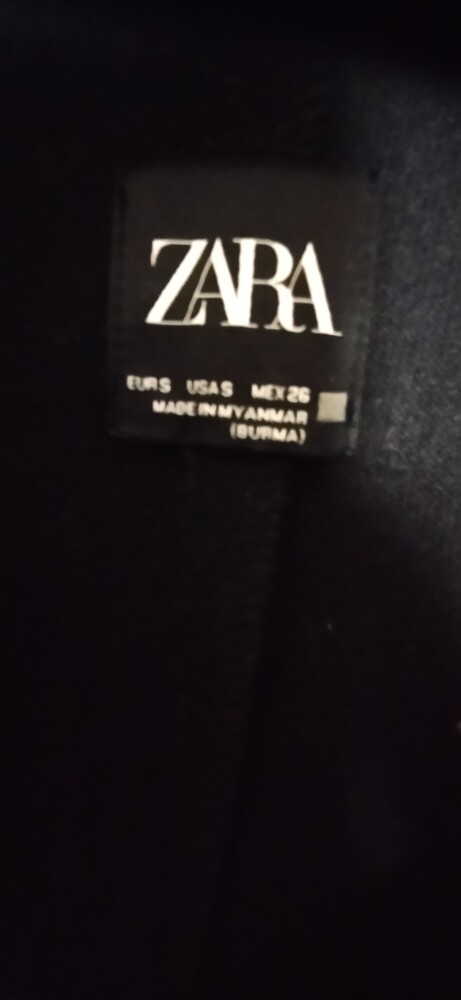 ZARA
EUR S USA S MEX 26
MADE IN MYANMAR
(BURMA)